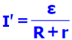 I' = ε / (R + r)